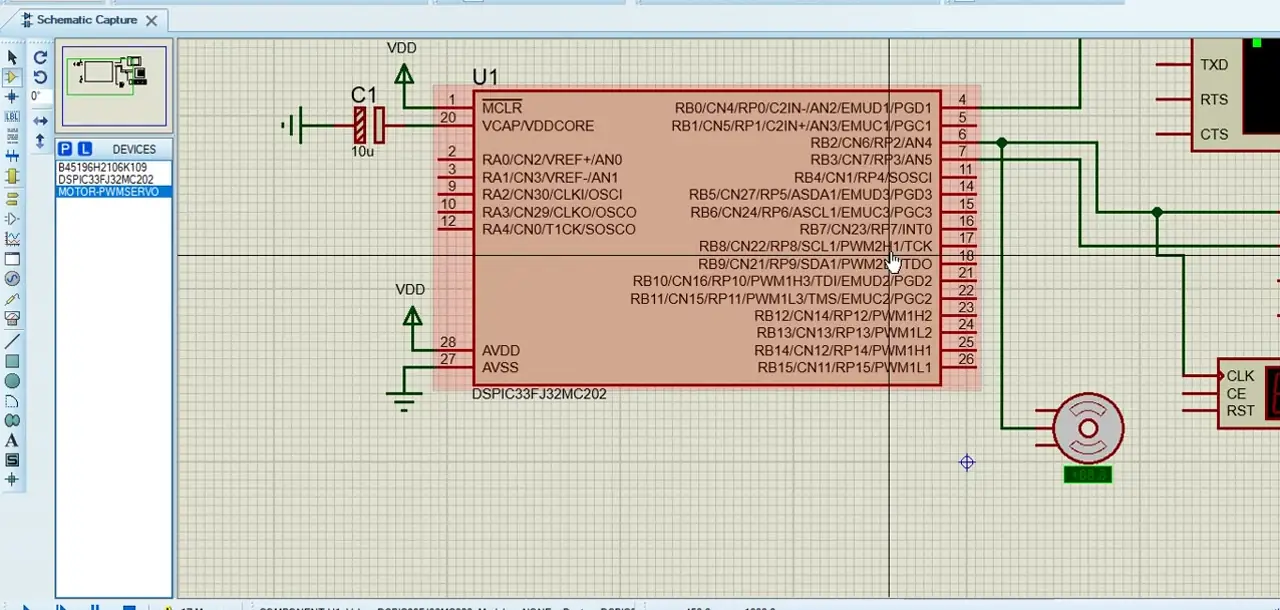 Schematic Capture
0°
LBL
P L DEVICES
B45196H2106K109
DSPIC33FJ32MC202
MOTOR-PWMSERVO
VDD
C1
10u
U1
1 MCLR
20 VCAP/VDDCORE
2 RA0/CN2/VREF+/AN0
3 RA1/CN3/VREF-/AN1
9 RA2/CN30/CLKI/OSCI
10 RA3/CN29/CLKO/OSCO
12 RA4/CN0/T1CK/SOSCO
VDD
28 AVDD
27 AVSS
RB0/CN4/RP0/C2IN-/AN2/EMUD1/PGD1 4
RB1/CN5/RP1/C2IN+/AN3/EMUC1/PGC1 5
RB2/CN6/RP2/AN4 6
RB3/CN7/RP3/AN5 7
RB4/CN1/RP4/SOSCI 11
RB5/CN27/RP5/ASDA1/EMUD3/PGD3 14
RB6/CN24/RP6/ASCL1/EMUC3/PGC3 15
RB7/CN23/RP7/INT0 16
RB8/CN22/RP8/SCL1/PWM2H1/TCK 17
RB9/CN21/RP9/SDA1/PWM2 TDO 18
RB10/CN16/RP10/PWM1H3/TDI/EMUD2/PGD2 21
RB11/CN15/RP11/PWM1L3/TMS/EMUC2/PGC2 22
RB12/CN14/RP12/PWM1H2 23
RB13/CN13/RP13/PWM1L2 24
RB14/CN12/RP14/PWM1H1 25
RB15/CN11/RP15/PWM1L1 26
DSPIC33FJ32MC202
TXD
RTS
CTS
CLK
CE
RST
A
S